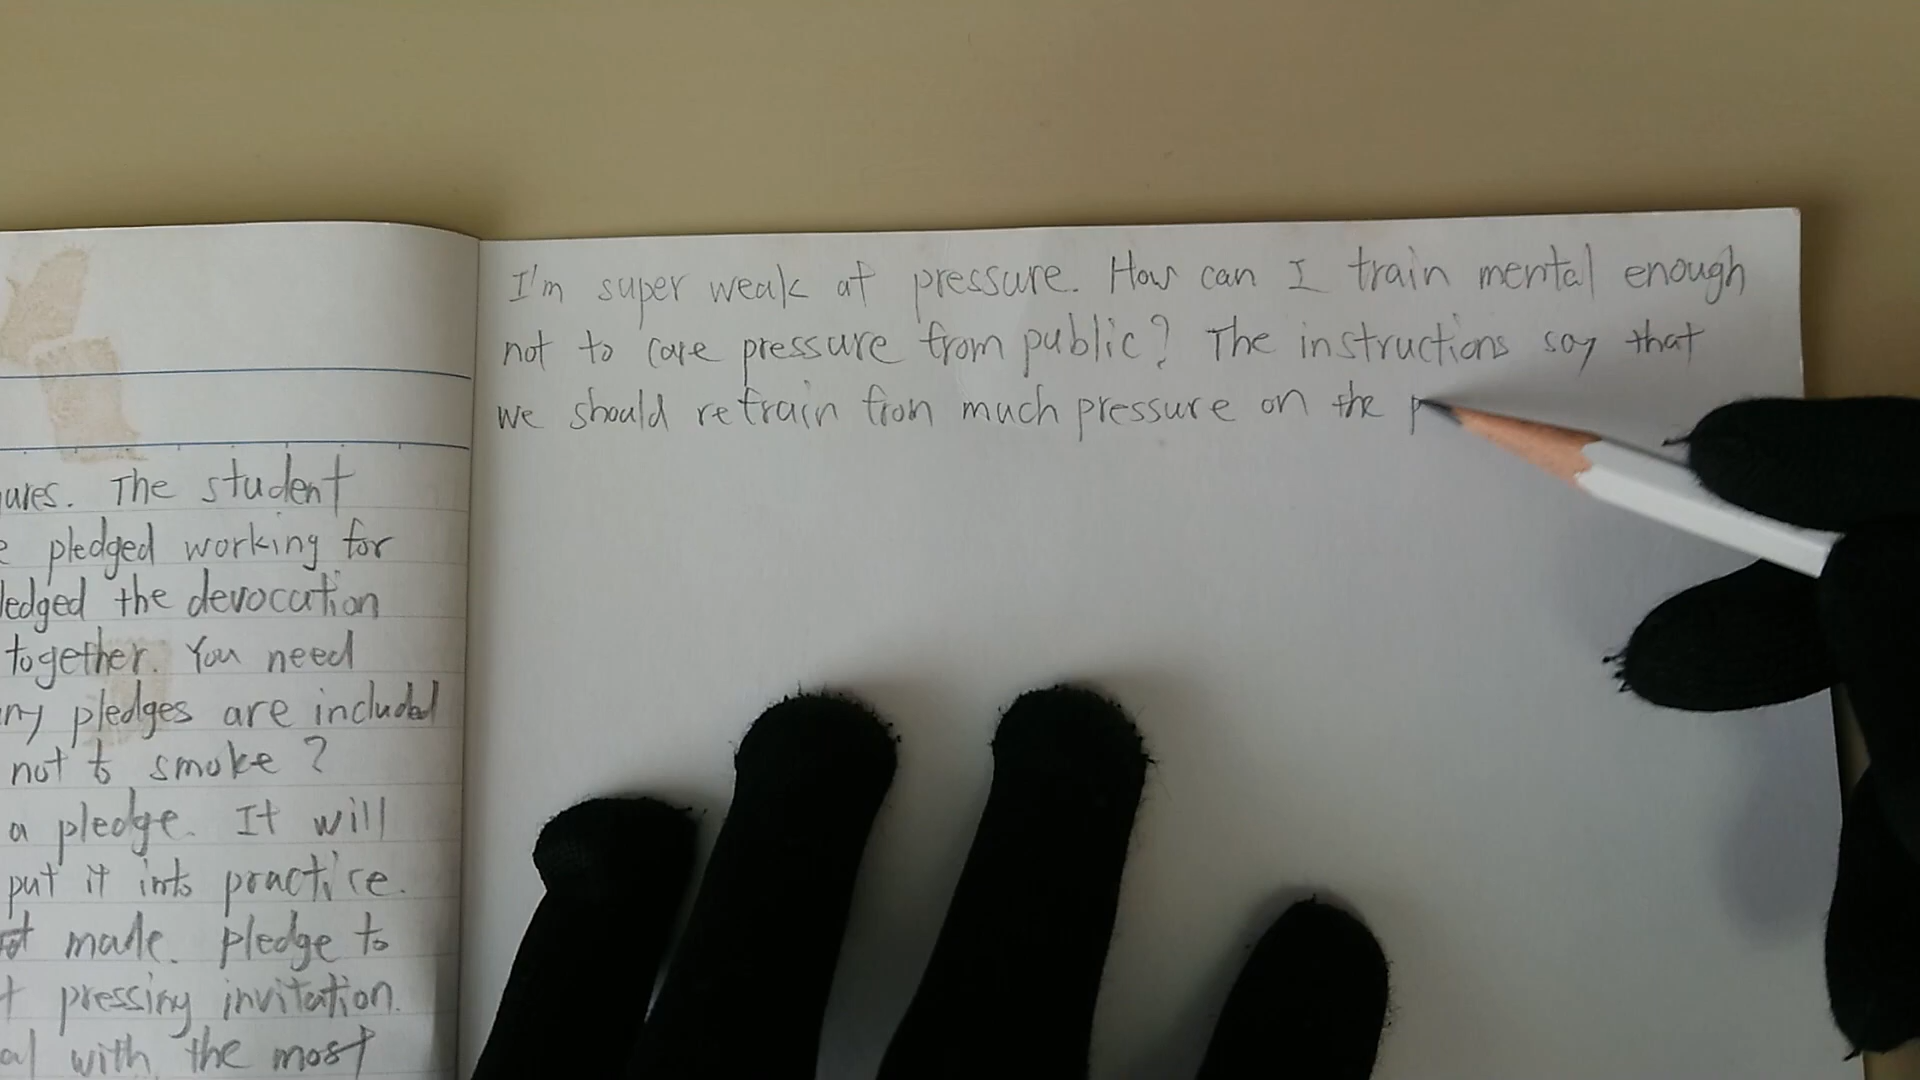 ures. The student
pledged working for
ledged the devocation
together. You need
ny pledges are included
not to smoke?
a pledge. It will
put it into practice.
made. pledge to
t pressing invitation.
al with the most
I'm super weak at pressure. How can I train mental enough
not to care pressure from public? The instructions say that
we should refrain from much pressure on the p